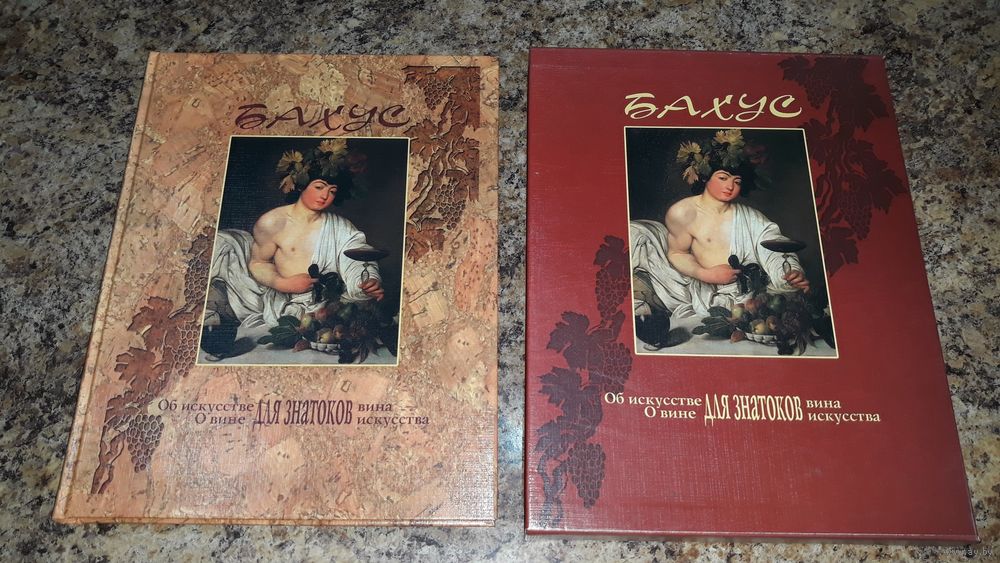 БАХУС
Об искусстве для знатоков вина
О вине искусства
БАХУС
Об искусстве для знатоков вина
О вине искусства